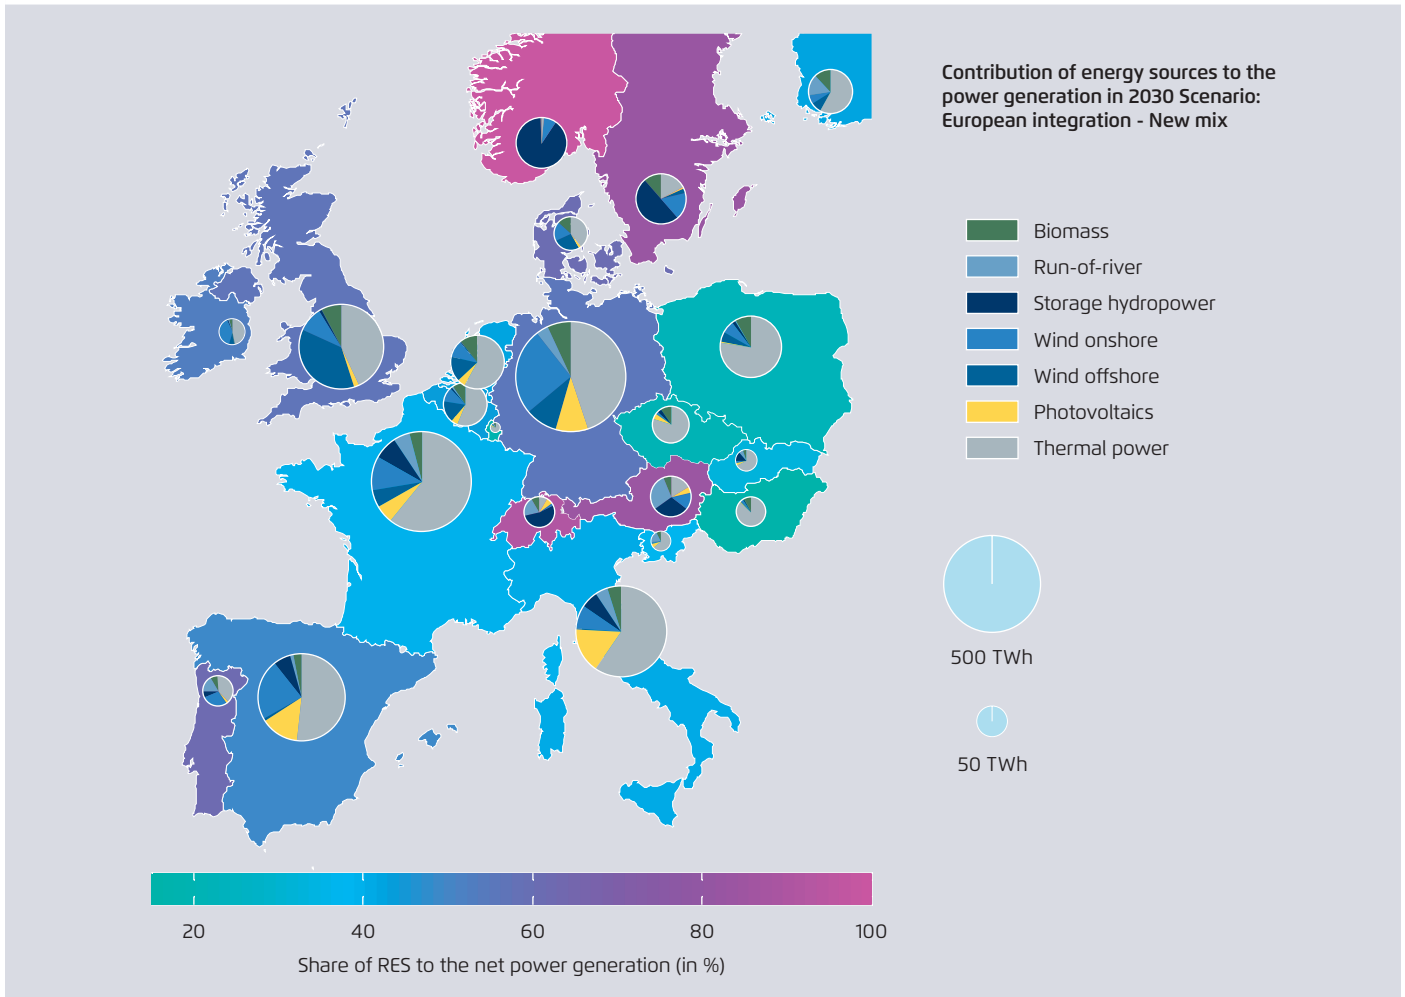 Contribution of energy sources to the
power generation in 2030 Scenario:
European integration - New mix
Biomass
Run-of-river
Storage hydropower
Wind onshore
Wind offshore
Photovoltaics
Thermal power
500 TWh
50 TWh
20 40 60 80 100
Share of RES to the net power generation (in %)